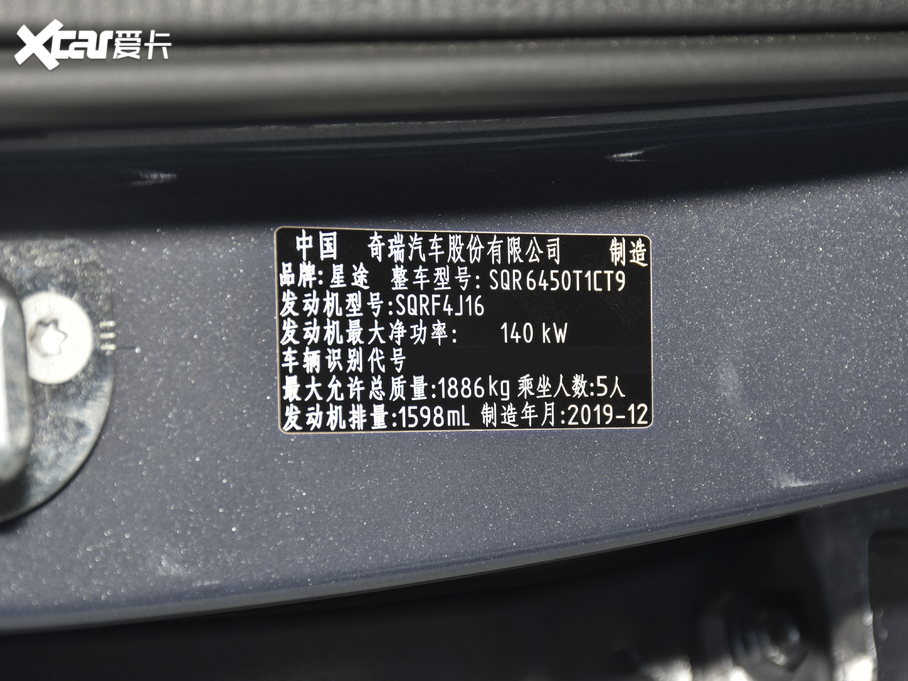 Xcar爱卡
中国 奇瑞汽车股份有限公司 制造
品牌:星途 整车型号:SQR6450T1CT9
发动机型号:SQRF4J16
发动机最大净功率: 140 kW
车辆识别代号
最大允许总质量:1886kg 乘坐人数:5人
发动机排量:1598mL 制造年月:2019-12